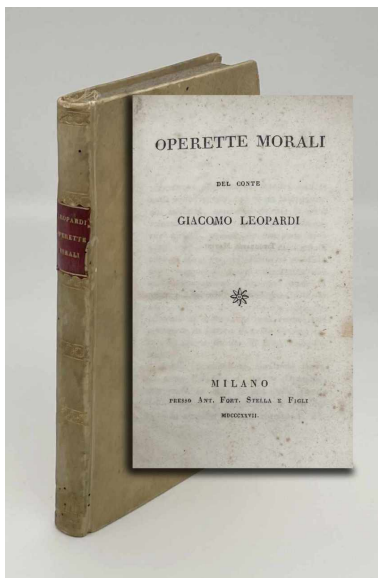 LEOPARDI
OPERETTE
MORALI
OPERETTE MORALI
DEL CONTE
GIACOMO LEOPARDI
MILANO
PRESSO ANT. FORT. STELLA E FIGLI
MDCCCXXVII.